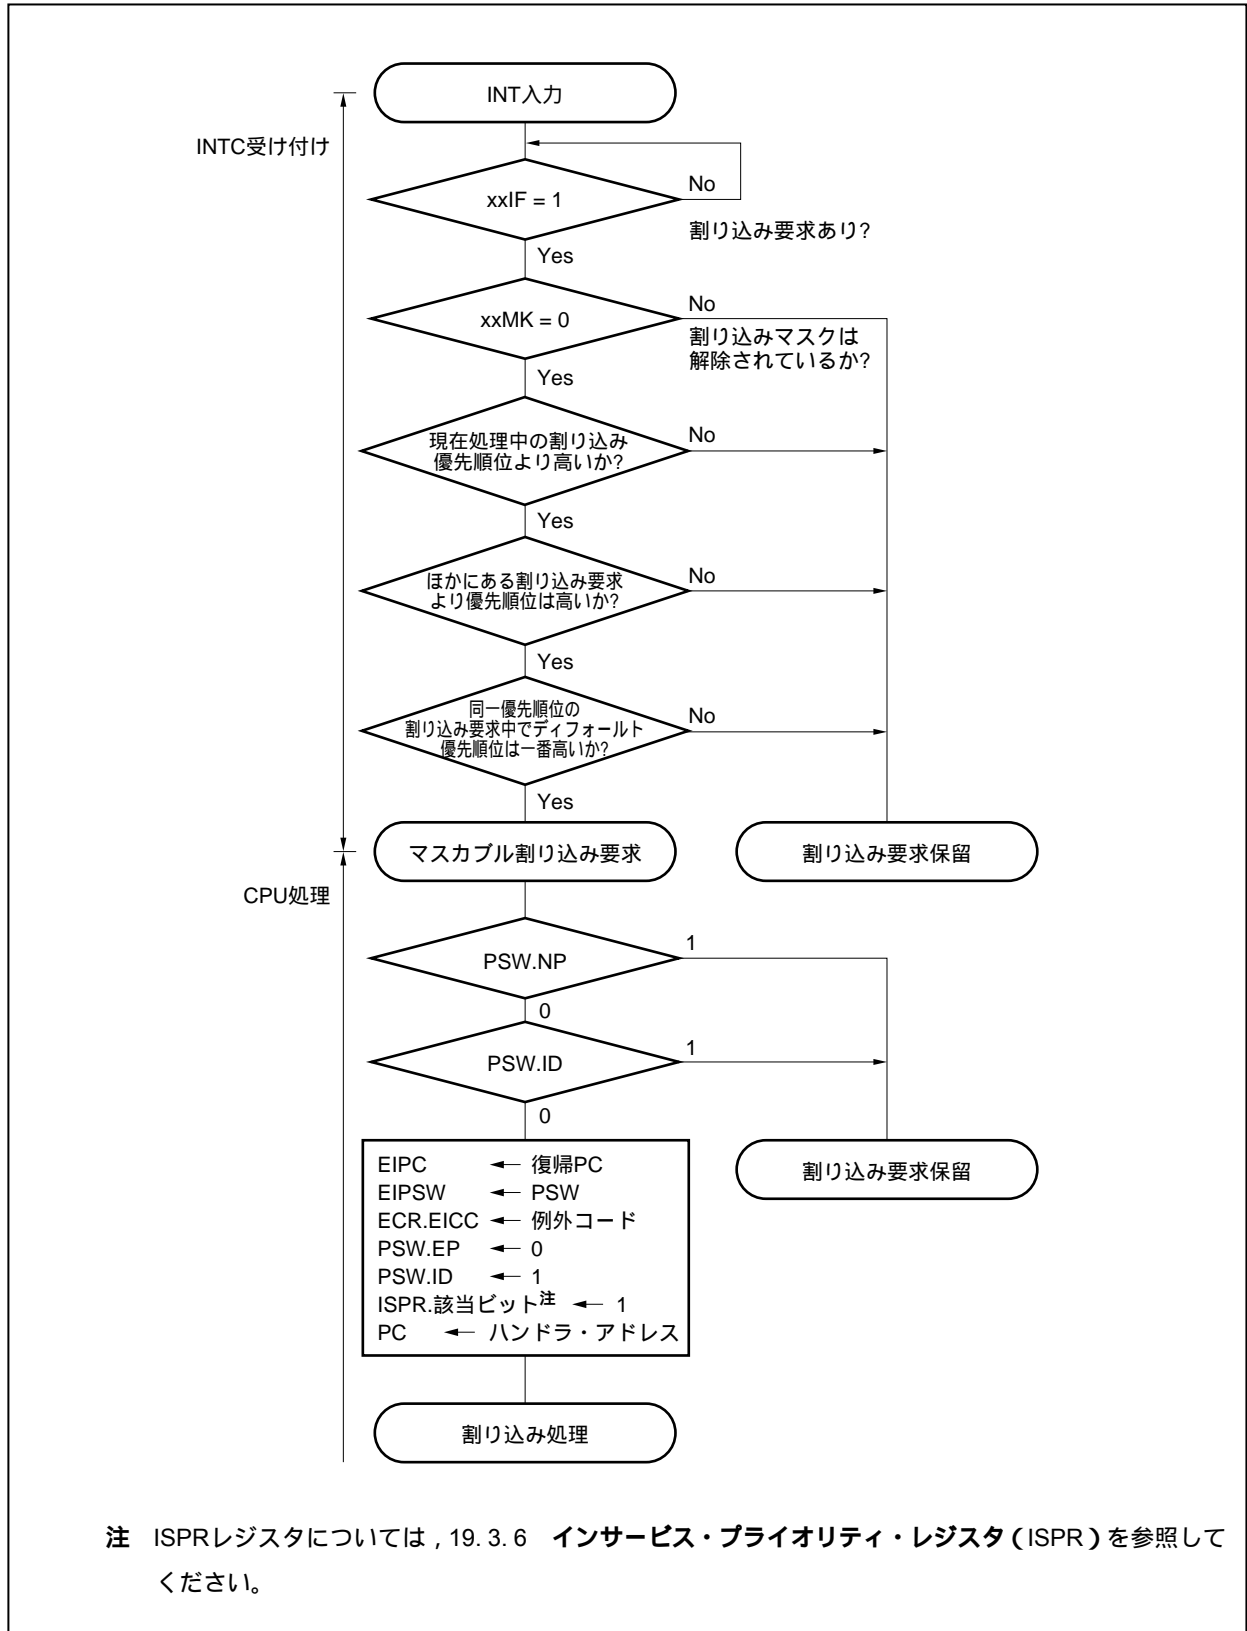 INT入力
INTC受け付け
xxIF = 1
No
割り込み要求あり?
Yes
xxMK = 0
No
割り込みマスクは
解除されているか?
Yes
現在処理中の割り込み
優先順位より高いか?
No
Yes
ほかにある割り込み要求
より優先順位は高いか?
No
Yes
同一優先順位の
割り込み要求中でディフォールト
優先順位は一番高いか?
No
Yes
マスカブル割り込み要求
割り込み要求保留
CPU処理
PSW.NP
1
0
PSW.ID
1
0
EIPC ← 復帰PC
EIPSW ← PSW
ECR.EICC ← 例外コード
PSW.EP ← 0
PSW.ID ← 1
ISPR.該当ビット注 ← 1
PC ← ハンドラ・アドレス
割り込み要求保留
割り込み処理
注 ISPRレジスタについては，19. 3. 6 インサービス・プライオリティ・レジスタ（ISPR）を参照して
ください。